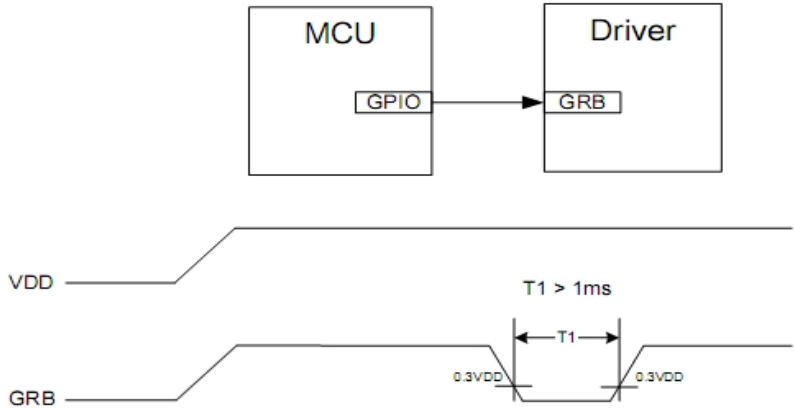 MCU
Driver
GPIO
GRB
VDD
T1 > 1ms
T1
0.3VDD
0.3VDD
GRB